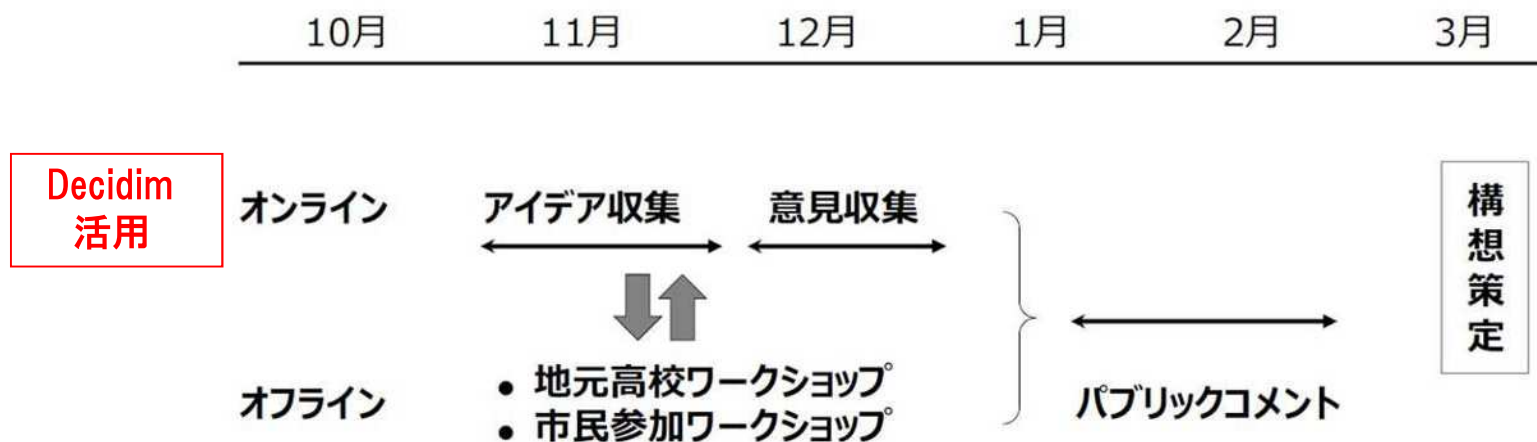 10月 11月 12月 1月 2月 3月
Decidim
活用
オンライン アイデア収集 意見収集
構想策定
オフライン
• 地元高校ワークショップ
• 市民参加ワークショップ
パブリックコメント